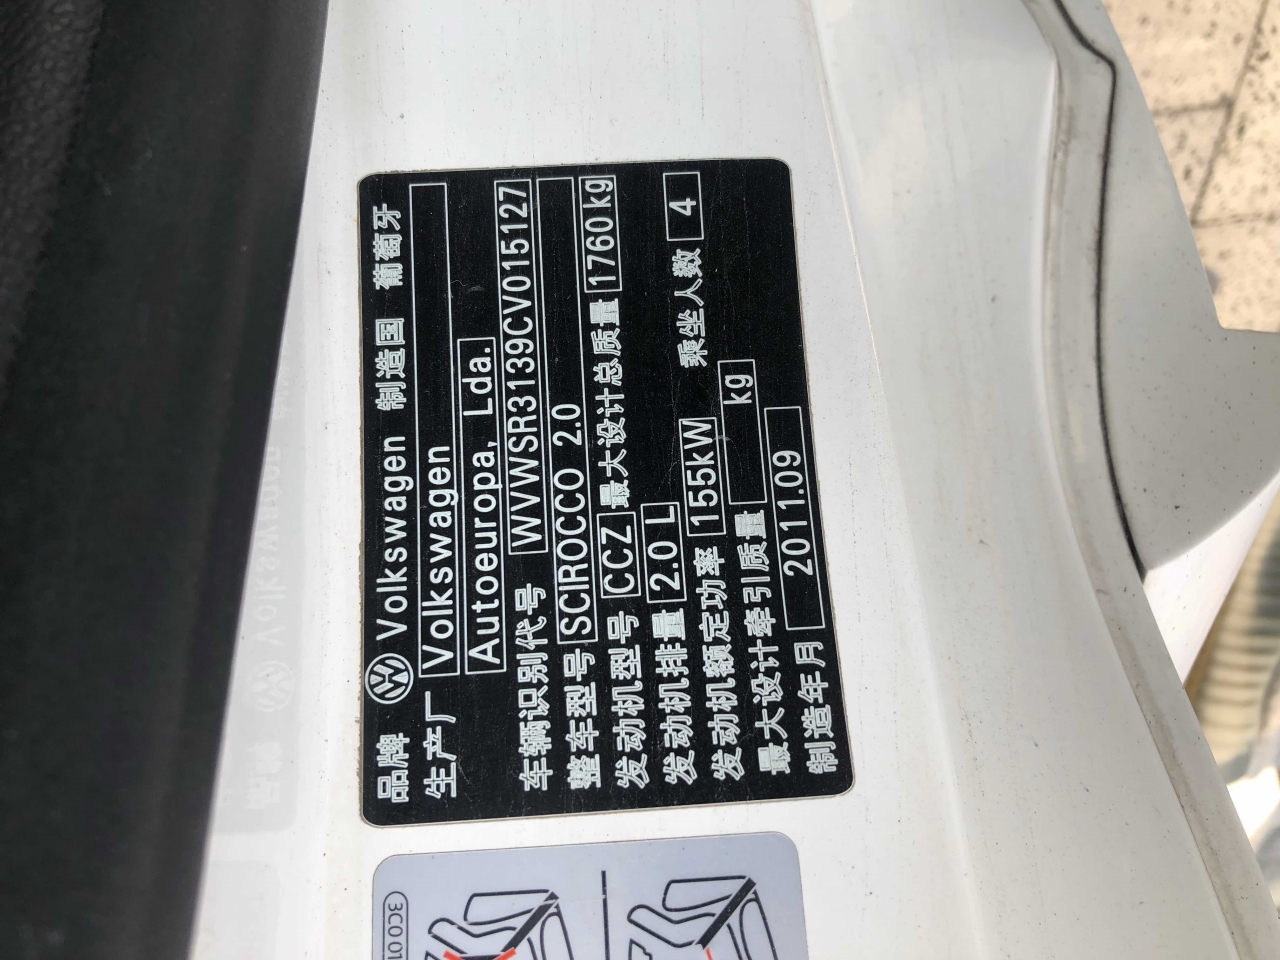 品牌 Volkswagen 制造国 葡萄牙
生产厂 Volkswagen
Autoeuropa, Lda.
车辆识别代号 WVWSR3139CV015127
整车型号 SCIROCCO 2.0
发动机型号 CCZ 最大设计总质量 1760 kg
发动机排量 2.0 L 乘坐人数 4
发动机额定功率 155kW
最大设计牵引质量 kg
制造年月 2011.09
3C0.01